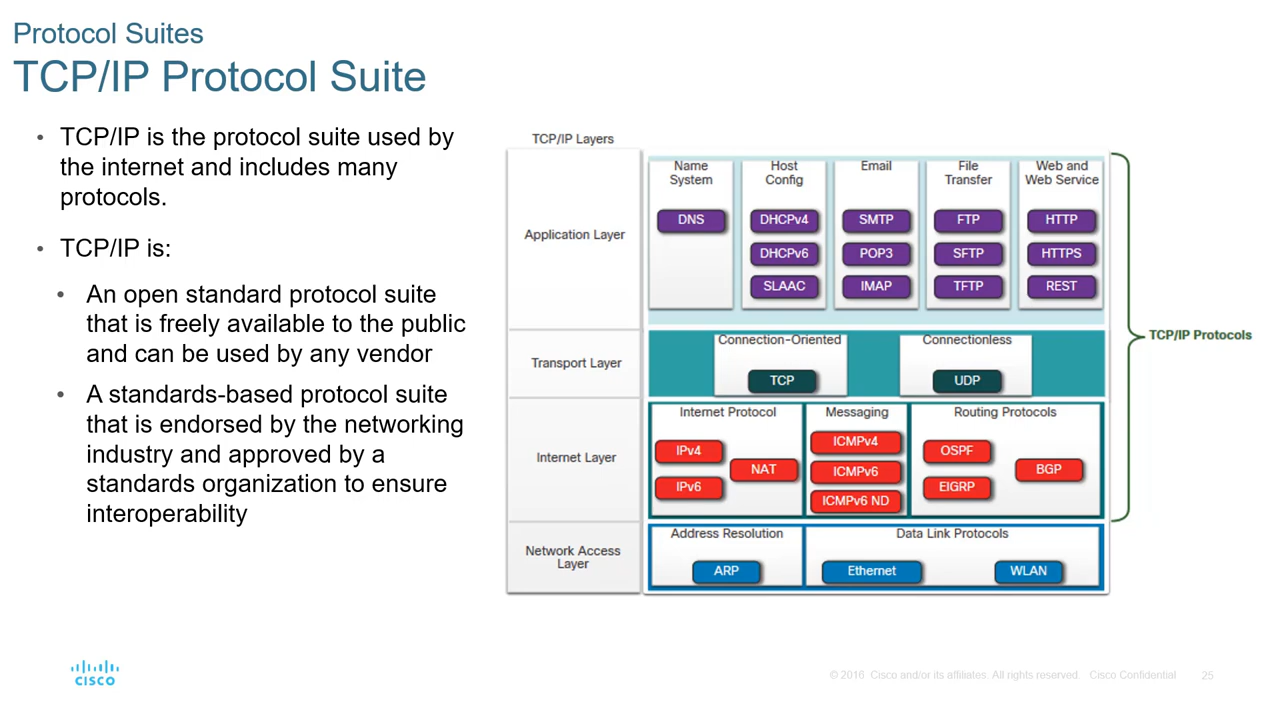 Protocol Suites
TCP/IP Protocol Suite
• TCP/IP is the protocol suite used by
the internet and includes many
protocols.
• TCP/IP is:
• An open standard protocol suite
that is freely available to the public
and can be used by any vendor
• A standards-based protocol suite
that is endorsed by the networking
industry and approved by a
standards organization to ensure
interoperability
TCP/IP Layers
Application Layer
Name
System
DNS
Host
Config
DHCPv4
DHCPv6
SLAAC
Email
SMTP
POP3
IMAP
File
Transfer
FTP
SFTP
TFTP
Web and
Web Service
HTTP
HTTPS
REST
Transport Layer
Connection-Oriented
TCP
Connectionless
UDP
Internet Layer
Internet Protocol
IPv4
IPv6
NAT
Messaging
ICMPv4
ICMPv6
ICMPv6 ND
Routing Protocols
OSPF
EIGRP
BGP
Network Access
Layer
Address Resolution
ARP
Data Link Protocols
Ethernet
WLAN
TCP/IP Protocols
CISCO
© 2016 Cisco and/or its affiliates. All rights reserved. Cisco Confidential
25